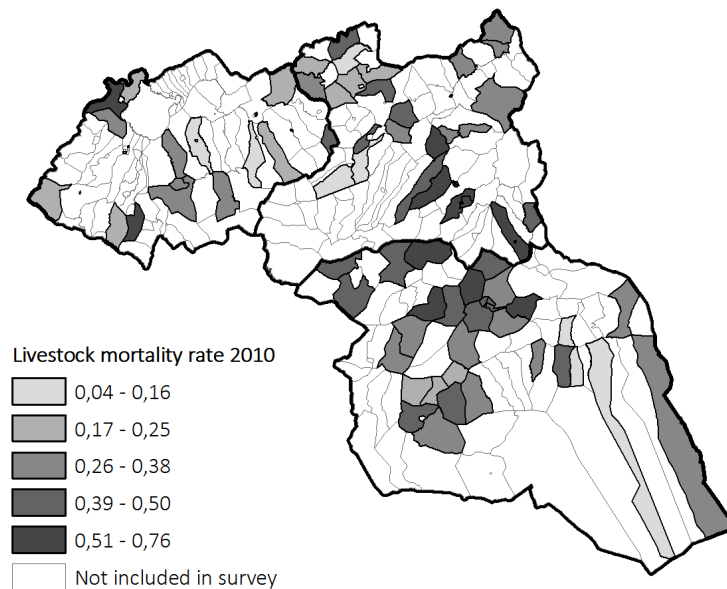 Livestock mortality rate 2010
0,04 - 0,16
0,17 - 0,25
0,26 - 0,38
0,39 - 0,50
0,51 - 0,76
Not included in survey